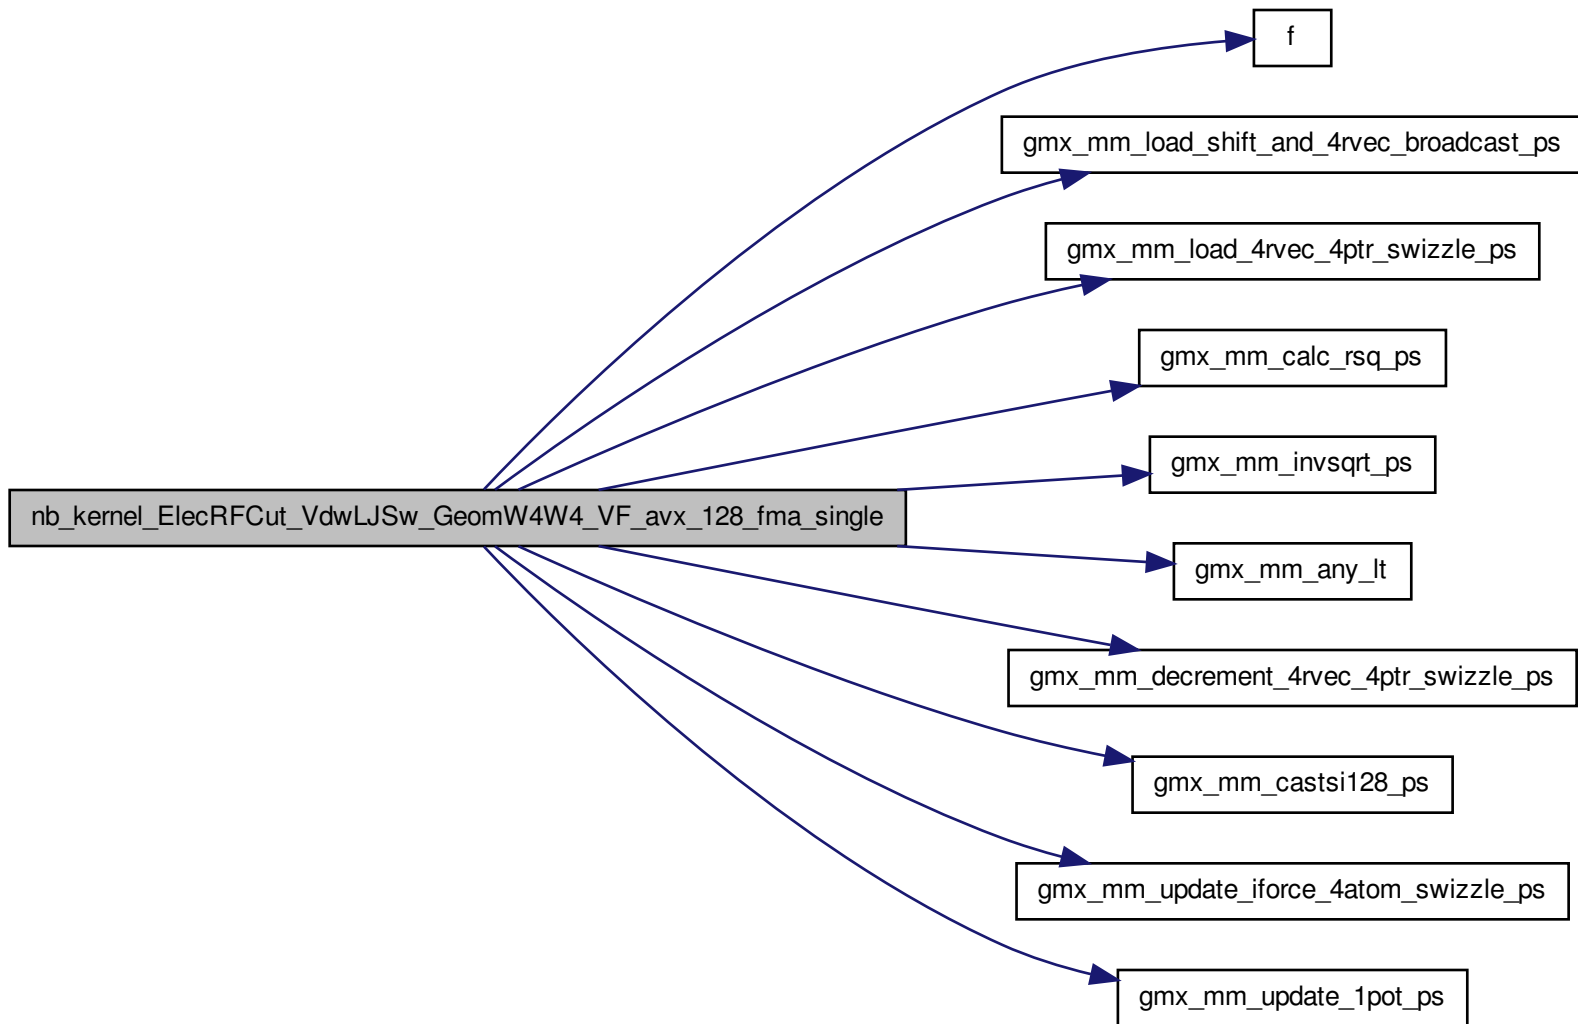 f
gmx_mm_load_shift_and_4rvec_broadcast_ps
gmx_mm_load_4rvec_4ptr_swizzle_ps
gmx_mm_calc_rsq_ps
gmx_mm_invsqrt_ps
nb_kernel_ElecRFCut_VdwLJSw_GeomW4W4_VF_avx_128_fma_single
gmx_mm_any_lt
gmx_mm_decrement_4rvec_4ptr_swizzle_ps
gmx_mm_castsi128_ps
gmx_mm_update_iforce_4atom_swizzle_ps
gmx_mm_update_1pot_ps